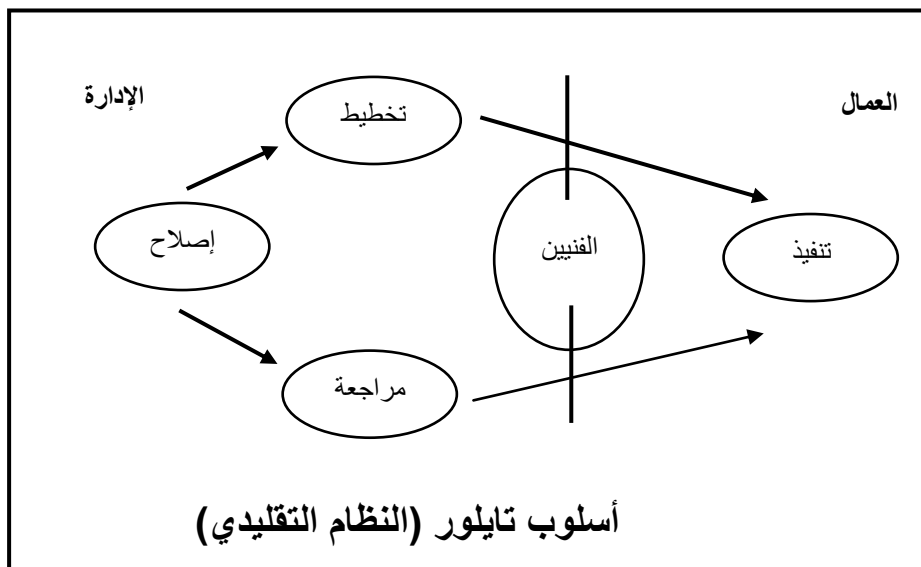 العمال
الإدارة
تخطيط
إصلاح
الفنيين
تنفيذ
مراجعة
أسلوب تايلور (النظام التقليدي)